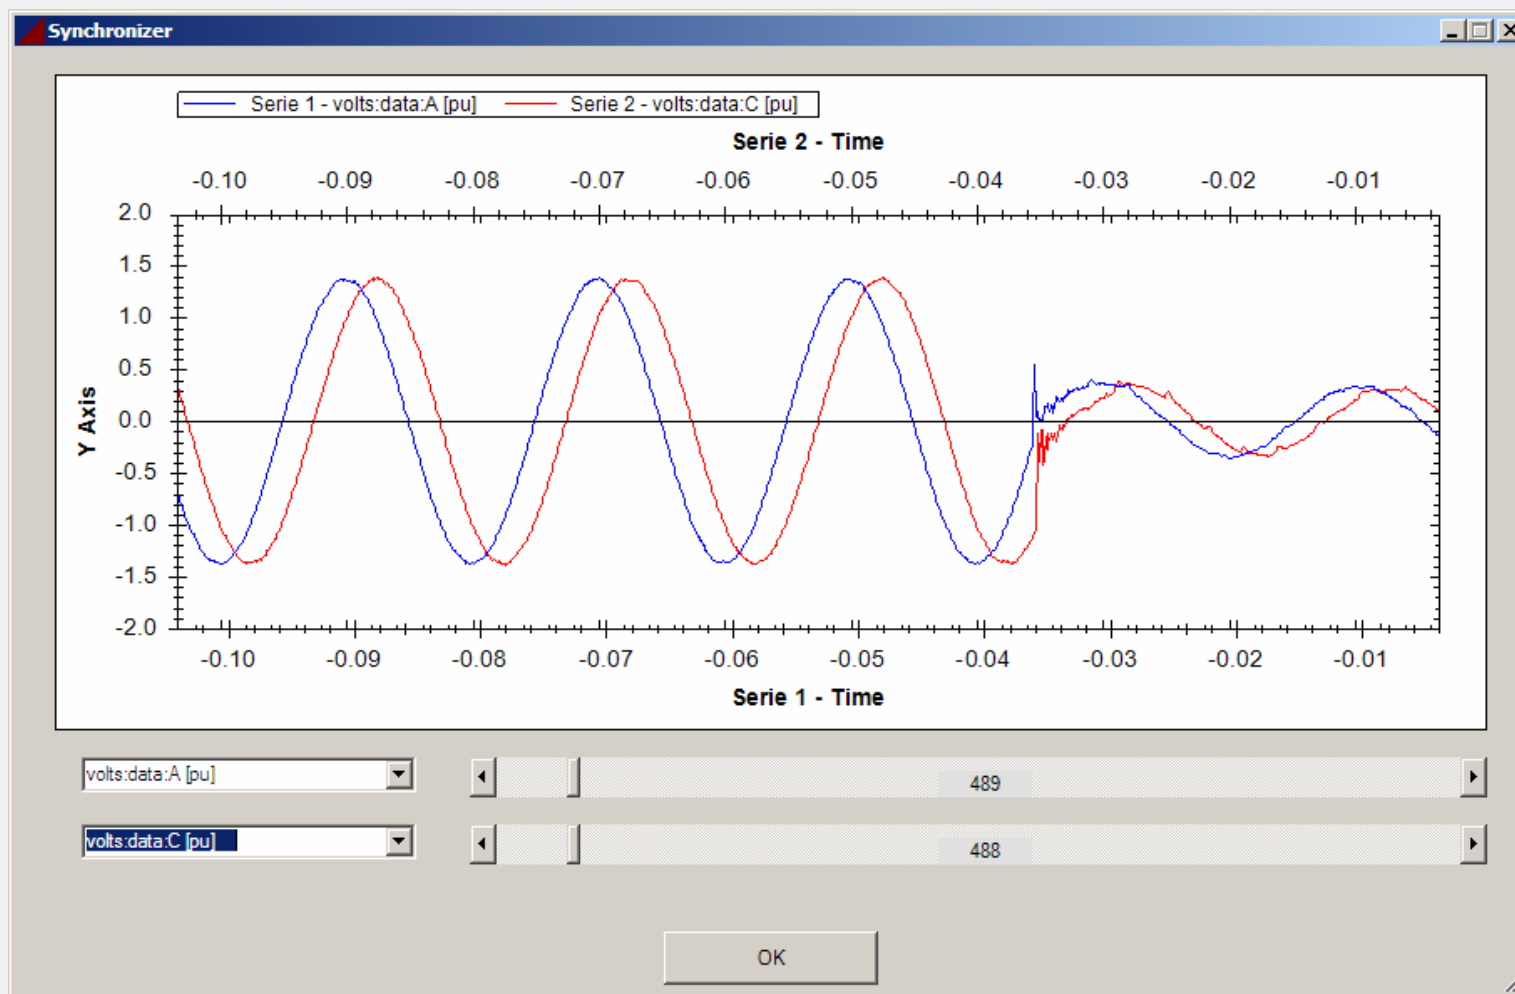 Synchronizer
Serie 1 - volts:data:A [pu] Serie 2 - volts:data:C [pu]
Serie 2 - Time
-0.10 -0.09 -0.08 -0.07 -0.06 -0.05 -0.04 -0.03 -0.02 -0.01
2.0
1.5
1.0
0.5
0.0
-0.5
-1.0
-1.5
-2.0
Y Axis
-0.10 -0.09 -0.08 -0.07 -0.06 -0.05 -0.04 -0.03 -0.02 -0.01
Serie 1 - Time
volts:data:A [pu] 489
volts:data:C [pu] 488
OK